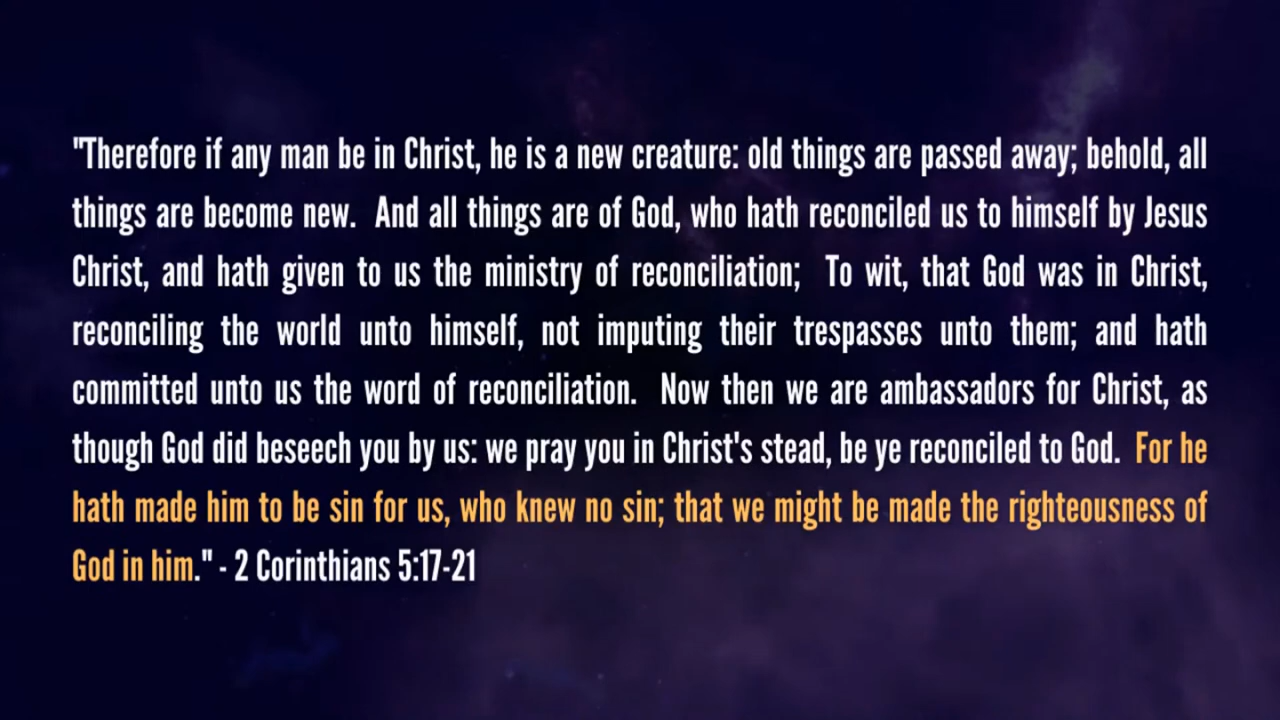 "Therefore if any man be in Christ, he is a new creature: old things are passed away; behold, all
things are become new.  And all things are of God, who hath reconciled us to himself by Jesus
Christ, and hath given to us the ministry of reconciliation;  To wit, that God was in Christ,
reconciling the world unto himself, not imputing their trespasses unto them; and hath
committed unto us the word of reconciliation.  Now then we are ambassadors for Christ, as
though God did beseech you by us: we pray you in Christ's stead, be ye reconciled to God.  For he
hath made him to be sin for us, who knew no sin; that we might be made the righteousness of
God in him." - 2 Corinthians 5:17-21